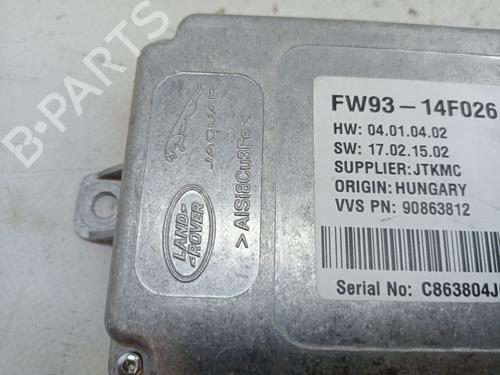 JAGUAR
LAND-
ROVER
>AlSi8Cu3Fe<
FW93-14F026
HW: 04.01.04.02
SW: 17.02.15.02
SUPPLIER: JTKMC
ORIGIN: HUNGARY
VVS PN: 90863812
Serial No: C863804J
B-PARTS